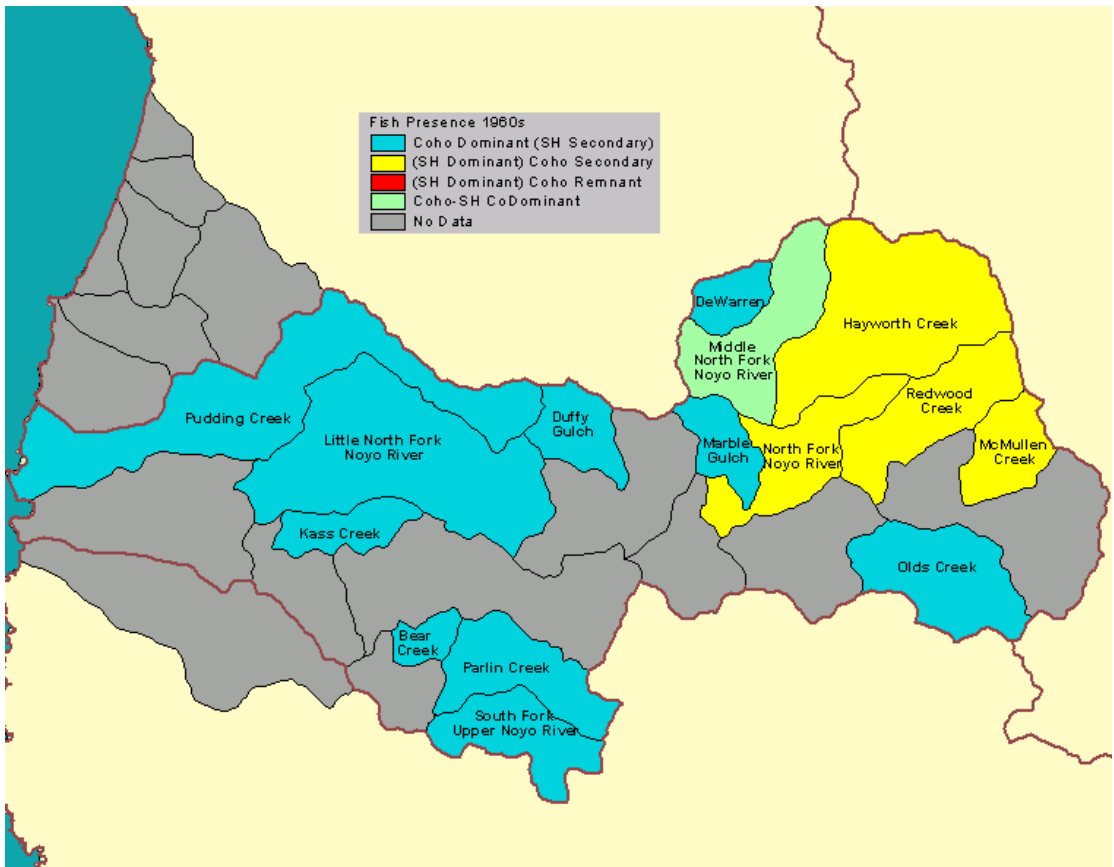 Fish Presence 1960s
Coho Dominant (SH Secondary)
(SH Dominant) Coho Secondary
(SH Dominant) Coho Remnant
Coho-SH CoDominant
No Data
DeWarren
Hayworth Creek
Middle
North Fork
Noyo River
Redwood
Creek
Pudding Creek
Little North Fork
Noyo River
Duffy
Gulch
Marble
Gulch
North Fork
Noyo River
McMullen
Creek
Kass Creek
Olds Creek
Bear
Creek
Parlin Creek
South Fork
Upper Noyo River